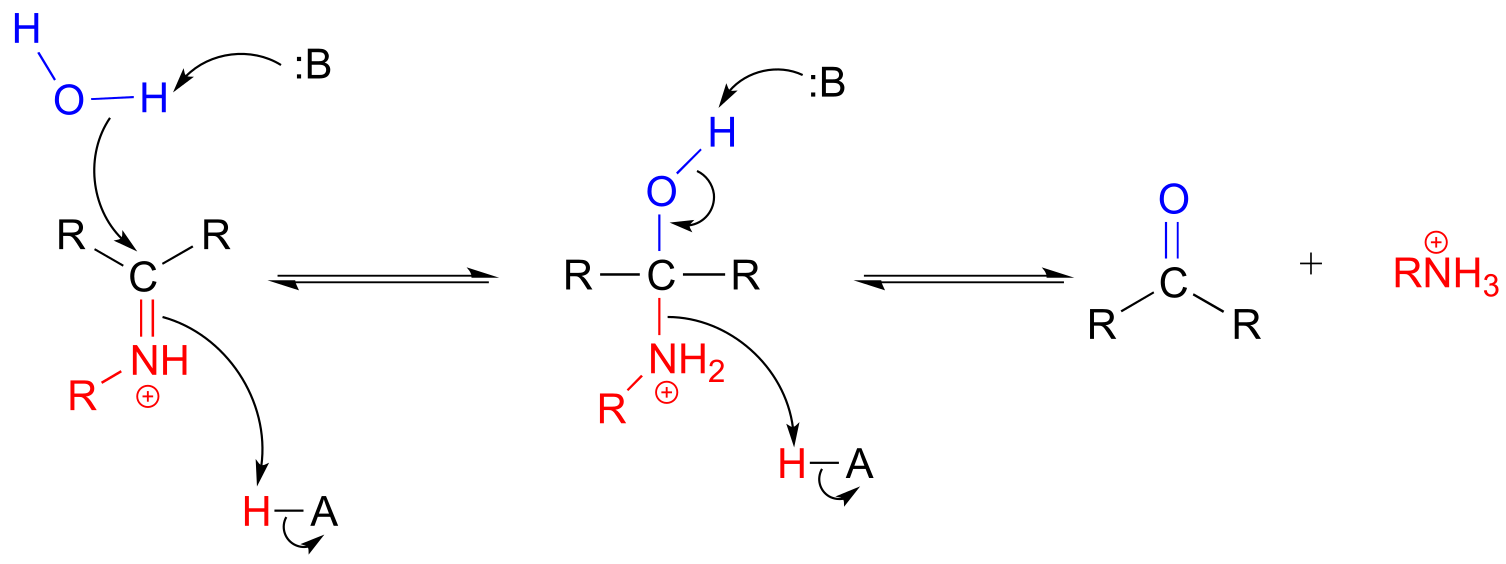 H
O H :B
R R
C
NH
R ⊕
H A
:B
H
O
R C R
NH₂
R ⊕
H A
O
C
R R
+
⊕
RNH₃